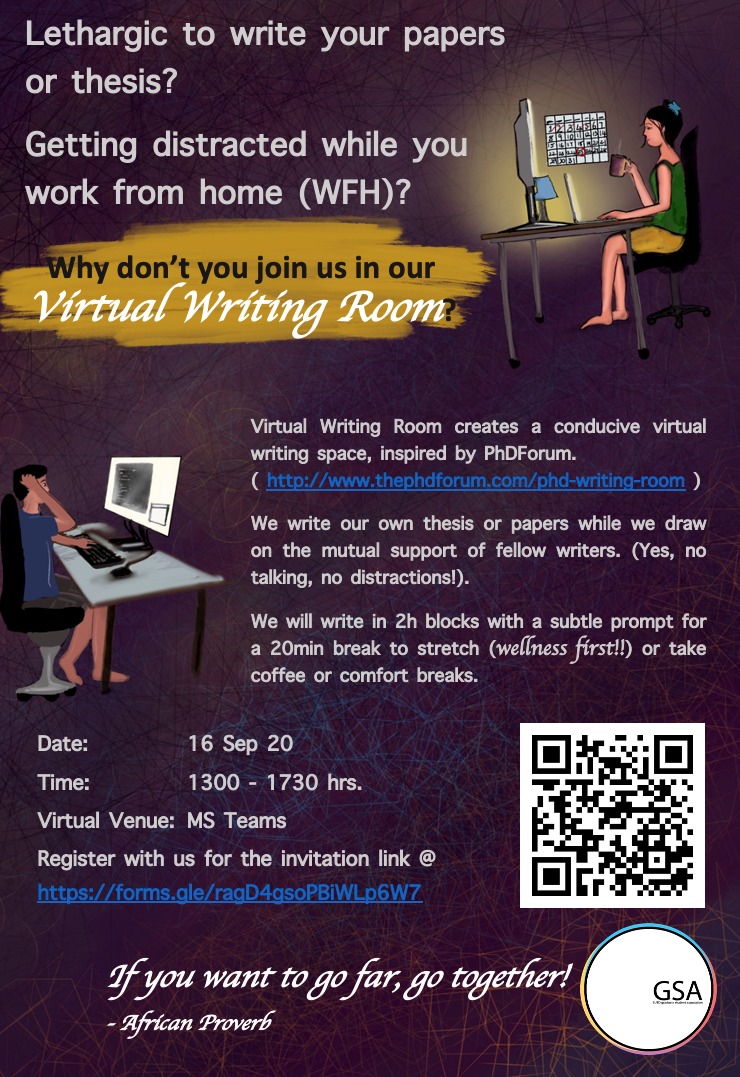 Lethargic to write your papers
or thesis?
Getting distracted while you
work from home (WFH)?
Why don't you join us in our
Virtual Writing Room?
Virtual Writing Room creates a conducive virtual
writing space, inspired by PhDForum.
( http://www.thephdforum.com/phd-writing-room )
We write our own thesis or papers while we draw
on the mutual support of fellow writers. (Yes, no
talking, no distractions!).
We will write in 2h blocks with a subtle prompt for
a 20min break to stretch (wellness first!!) or take
coffee or comfort breaks.
Date: 16 Sep 20
Time: 1300 - 1730 hrs.
Virtual Venue: MS Teams
Register with us for the invitation link @
https://forms.gle/ragD4gsoPBiWLp6W7
If you want to go far, go together!
- African Proverb
GSA